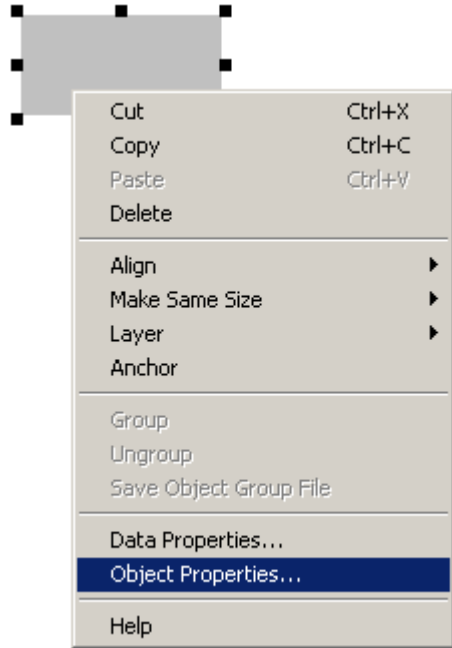 Cut Ctrl+X
Copy Ctrl+C
Paste Ctrl+V
Delete
Align
Make Same Size
Layer
Anchor
Group
Ungroup
Save Object Group File
Data Properties...
Object Properties...
Help